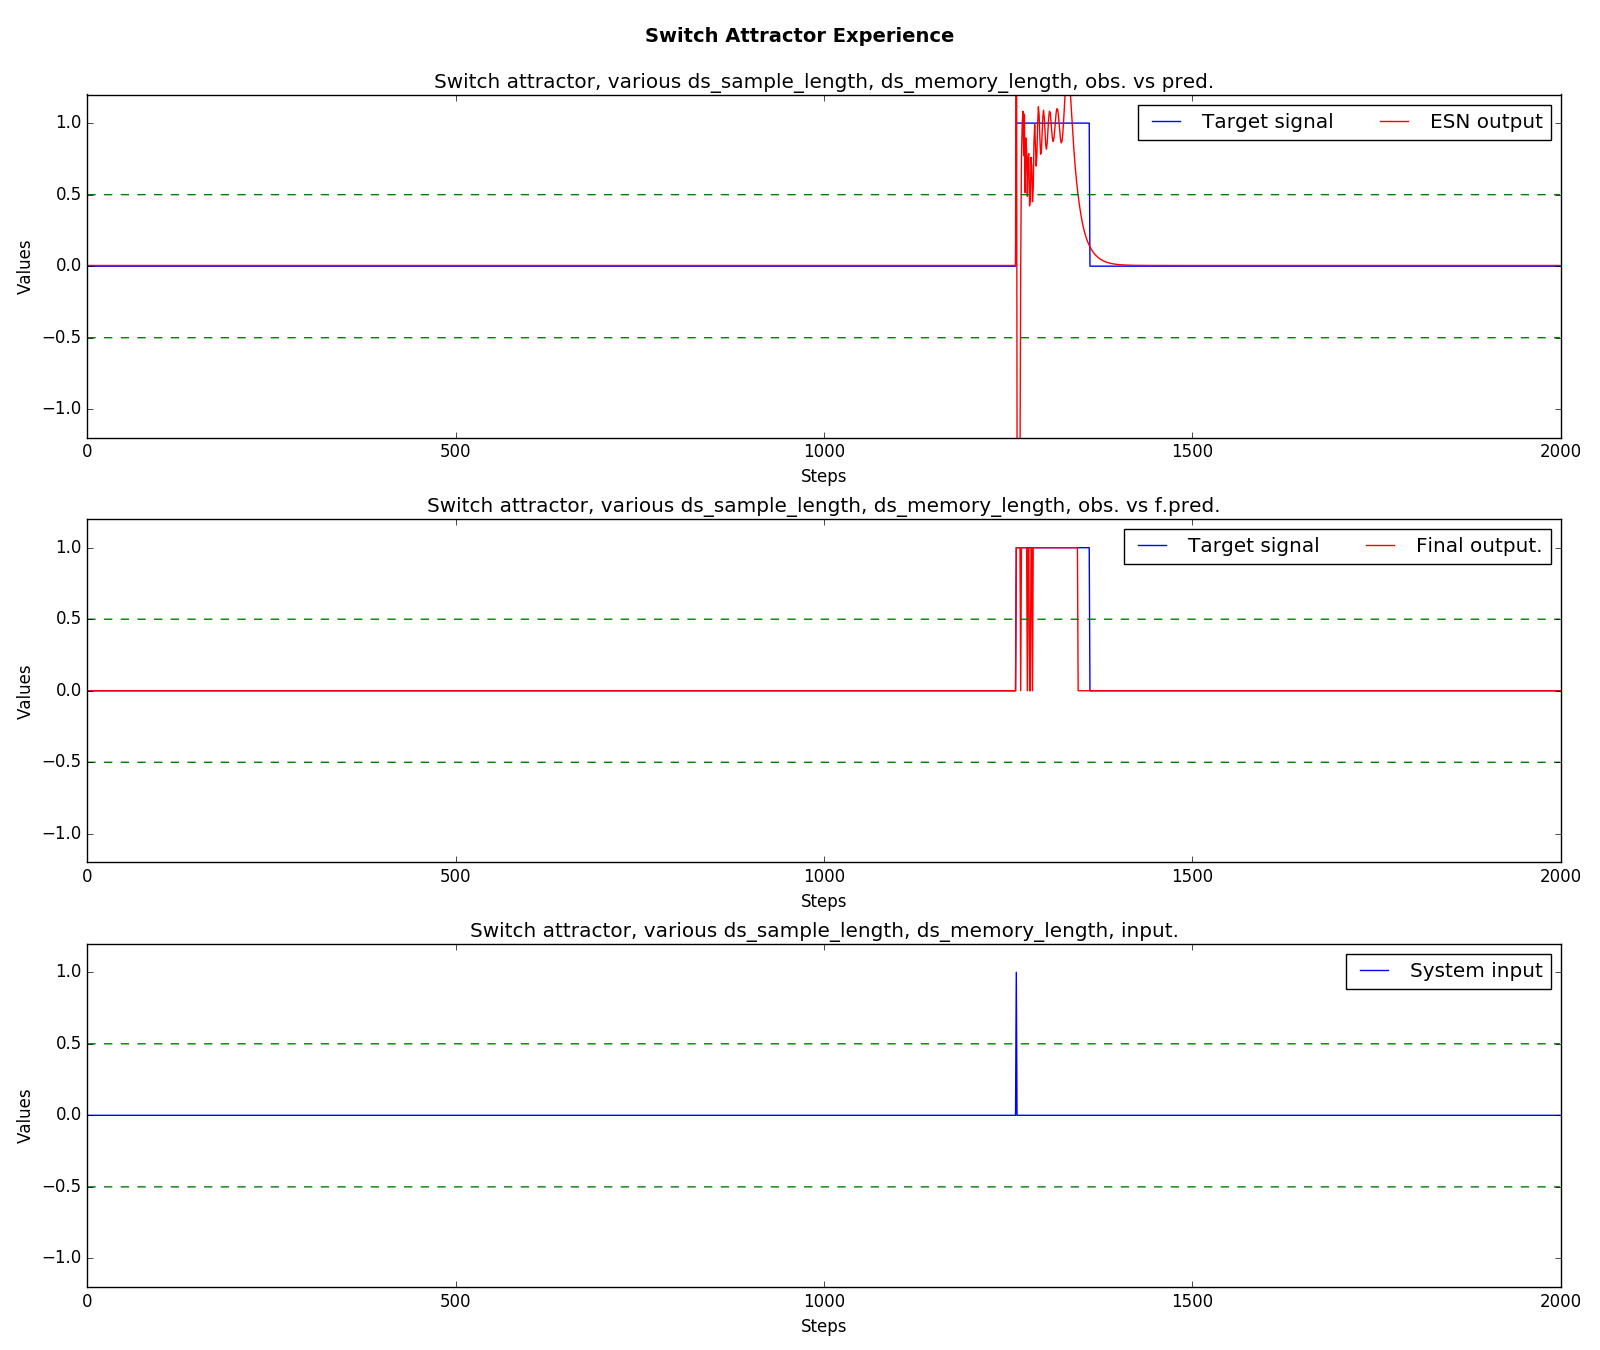 Switch Attractor Experience
Switch attractor, various ds_sample_length, ds_memory_length, obs. vs pred.
1.0
0.5
0.0
−0.5
−1.0
Values
Target signal ESN output
0 500 1000 1500 2000
Steps
Switch attractor, various ds_sample_length, ds_memory_length, obs. vs f.pred.
1.0
0.5
0.0
−0.5
−1.0
Values
Target signal Final output.
0 500 1000 1500 2000
Steps
Switch attractor, various ds_sample_length, ds_memory_length, input.
1.0
0.5
0.0
−0.5
−1.0
Values
System input
0 500 1000 1500 2000
Steps